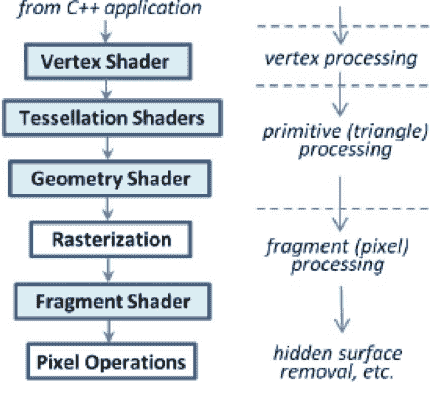 from C++ application
Vertex Shader
vertex processing
Tessellation Shaders
primitive (triangle)
processing
Geometry Shader
Rasterization
fragment (pixel)
processing
Fragment Shader
Pixel Operations
hidden surface
removal, etc.